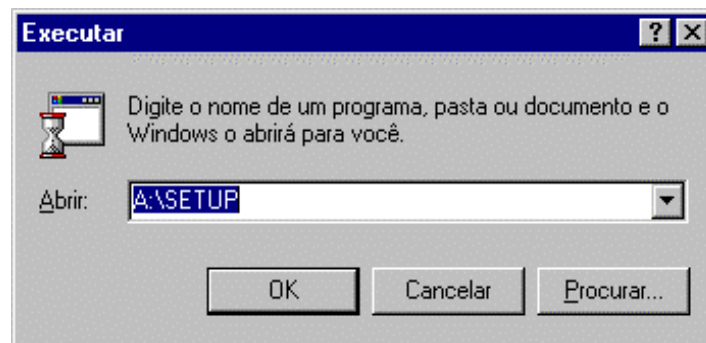 Executar
Digite o nome de um programa, pasta ou documento e o
Windows o abrirá para você.
Abrir: A:\SETUP
OK Cancelar Procurar...